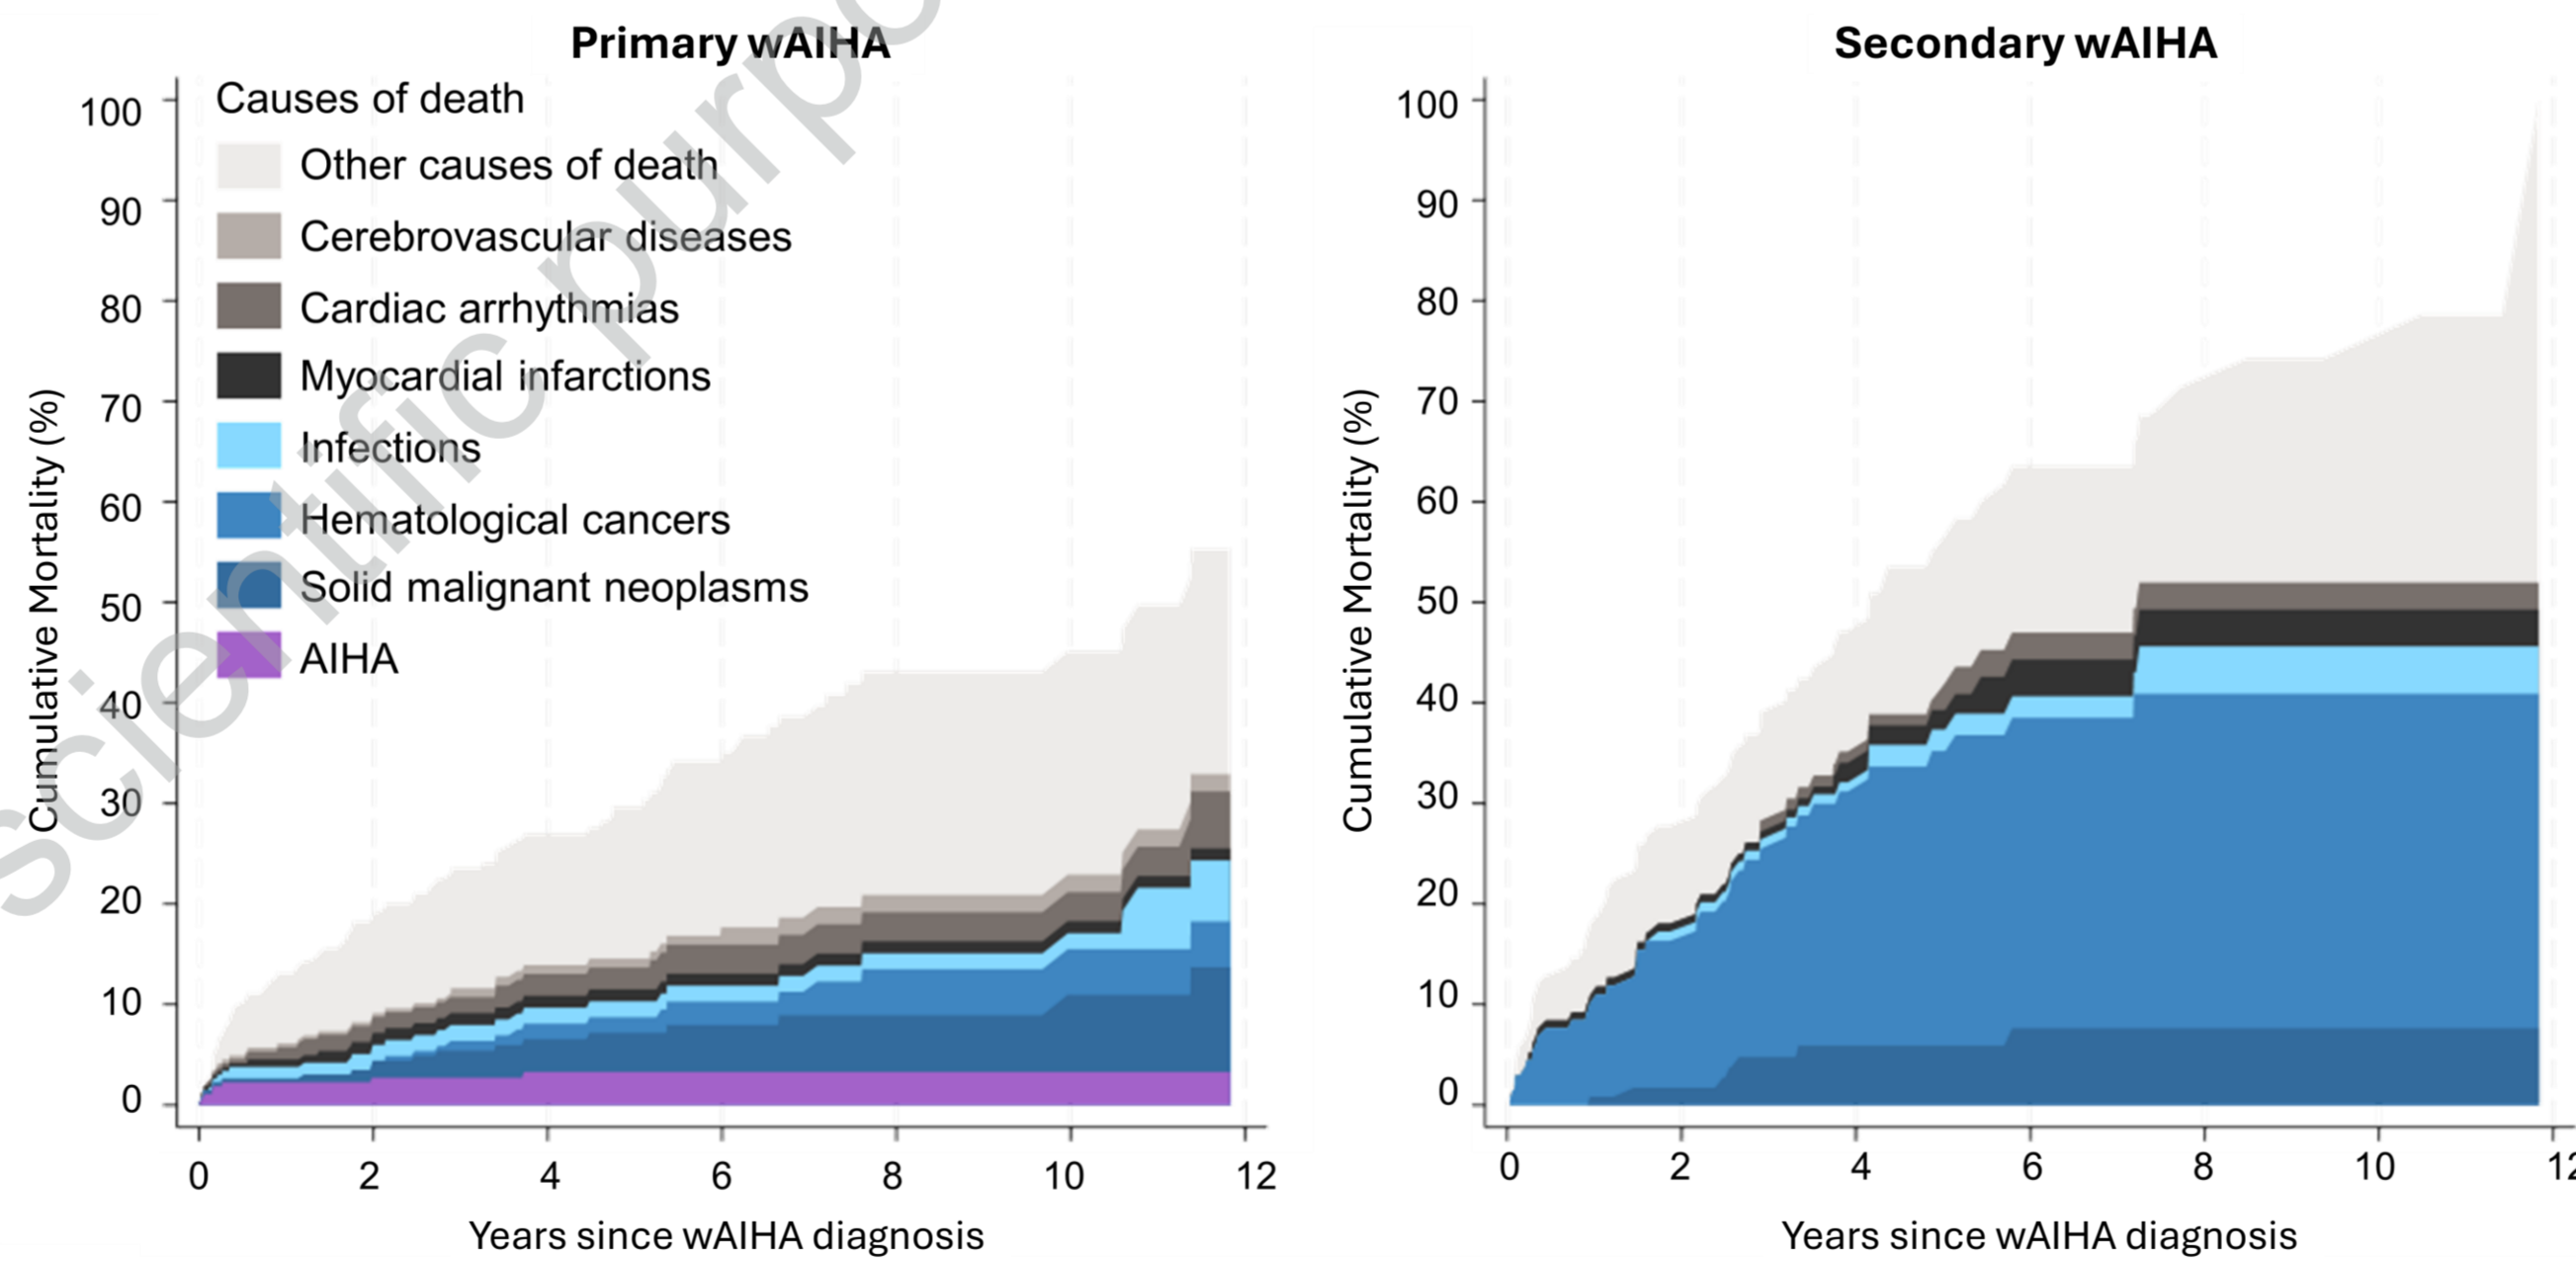 Primary wAIHA
Causes of death
Other causes of death
Cerebrovascular diseases
Cardiac arrhythmias
Myocardial infarctions
Infections
Hematological cancers
Solid malignant neoplasms
AIHA
Cumulative Mortality (%)
100
90
80
70
60
50
40
30
20
10
0
0 2 4 6 8 10 12
Years since wAIHA diagnosis
Secondary wAIHA
Cumulative Mortality (%)
100
90
80
70
60
50
40
30
20
10
0
0 2 4 6 8 10 12
Years since wAIHA diagnosis
scientific purpo